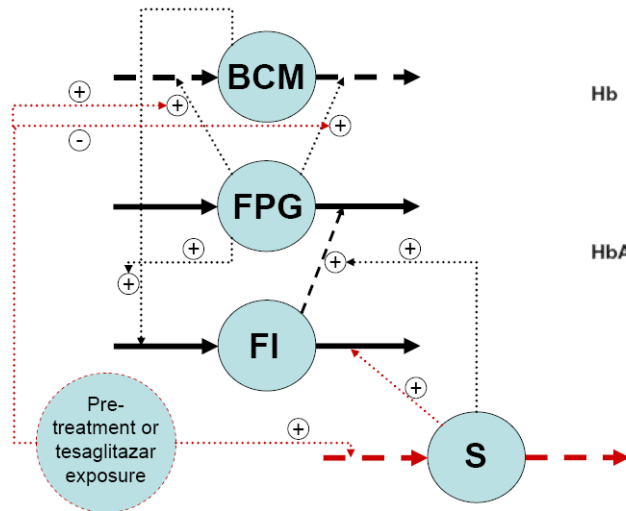 BCM
Hb
+
+
-
+
FPG
+
+
+
+
HbA
FI
+
Pre-
treatment or
tesaglitazar
exposure
+
S